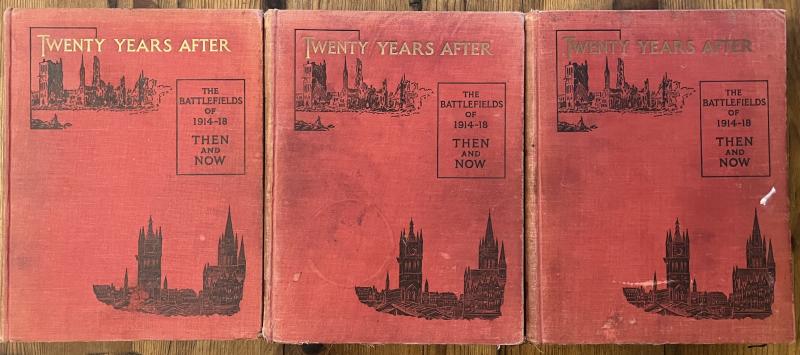 TWENTY YEARS AFTER
THE
BATTLEFIELDS
OF
1914-18
THEN
AND
NOW
TWENTY YEARS AFTER
THE
BATTLEFIELDS
OF
1914-18
THEN
AND
NOW
TWENTY YEARS AFTER
THE
BATTLEFIELDS
OF
1914-18
THEN
AND
NOW